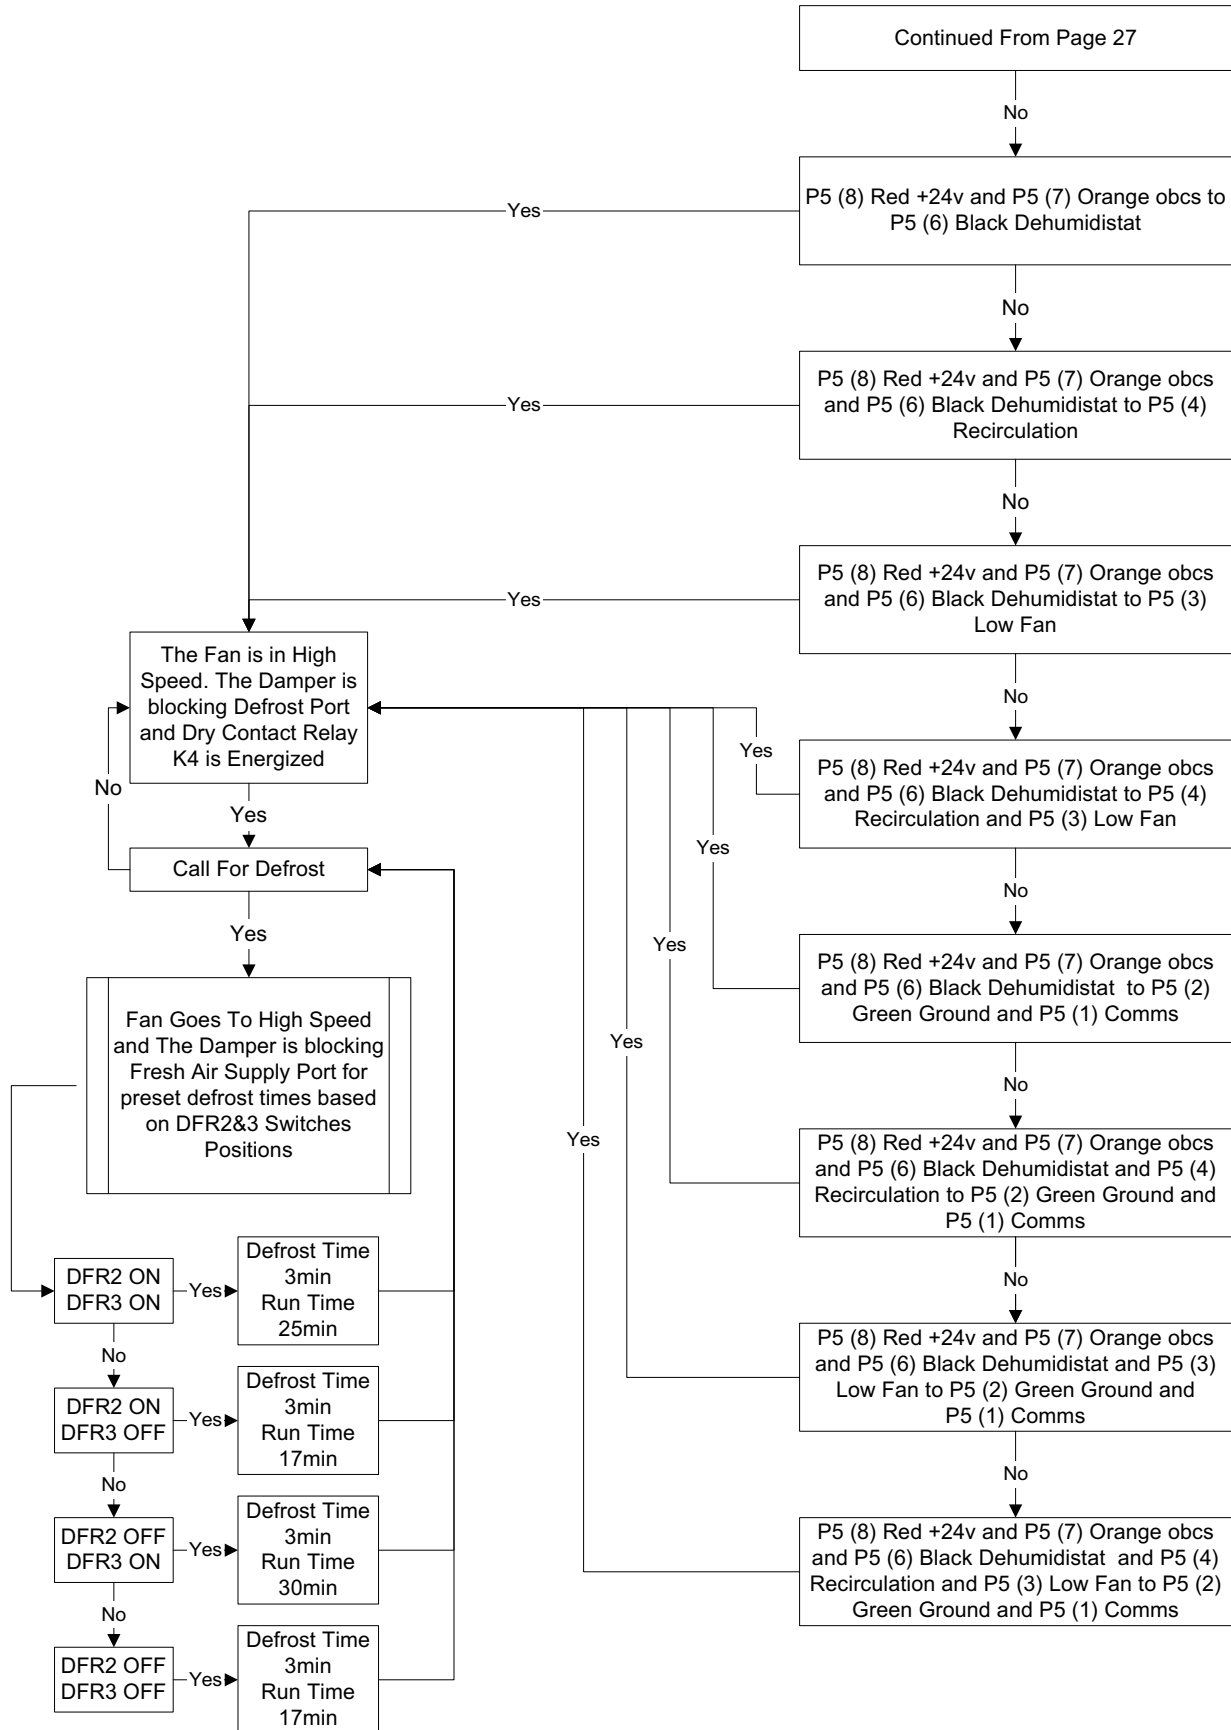 Continued From Page 27
No
P5 (8) Red +24v and P5 (7) Orange obcs to
P5 (6) Black Dehumidistat
Yes
No
P5 (8) Red +24v and P5 (7) Orange obcs
and P5 (6) Black Dehumidistat to P5 (4)
Recirculation
Yes
No
P5 (8) Red +24v and P5 (7) Orange obcs
and P5 (6) Black Dehumidistat to P5 (3)
Low Fan
Yes
No
The Fan is in High
Speed. The Damper is
blocking Defrost Port
and Dry Contact Relay
K4 is Energized
No
Yes
Call For Defrost
Yes
Fan Goes To High Speed
and The Damper is blocking
Fresh Air Supply Port for
preset defrost times based
on DFR2&3 Switches
Positions
P5 (8) Red +24v and P5 (7) Orange obcs
and P5 (6) Black Dehumidistat to P5 (4)
Recirculation and P5 (3) Low Fan
Yes
No
P5 (8) Red +24v and P5 (7) Orange obcs
and P5 (6) Black Dehumidistat  to P5 (2)
Green Ground and P5 (1) Comms
Yes
No
P5 (8) Red +24v and P5 (7) Orange obcs
and P5 (6) Black Dehumidistat and P5 (4)
Recirculation to P5 (2) Green Ground and
P5 (1) Comms
Yes
No
P5 (8) Red +24v and P5 (7) Orange obcs
and P5 (6) Black Dehumidistat and P5 (3)
Low Fan to P5 (2) Green Ground and
P5 (1) Comms
Yes
No
P5 (8) Red +24v and P5 (7) Orange obcs
and P5 (6) Black Dehumidistat  and P5 (4)
Recirculation and P5 (3) Low Fan to P5 (2)
Green Ground and P5 (1) Comms
Yes
DFR2 ON
DFR3 ON
Yes
Defrost Time
3min
Run Time
25min
No
DFR2 ON
DFR3 OFF
Yes
Defrost Time
3min
Run Time
17min
No
DFR2 OFF
DFR3 ON
Yes
Defrost Time
3min
Run Time
30min
No
DFR2 OFF
DFR3 OFF
Yes
Defrost Time
3min
Run Time
17min